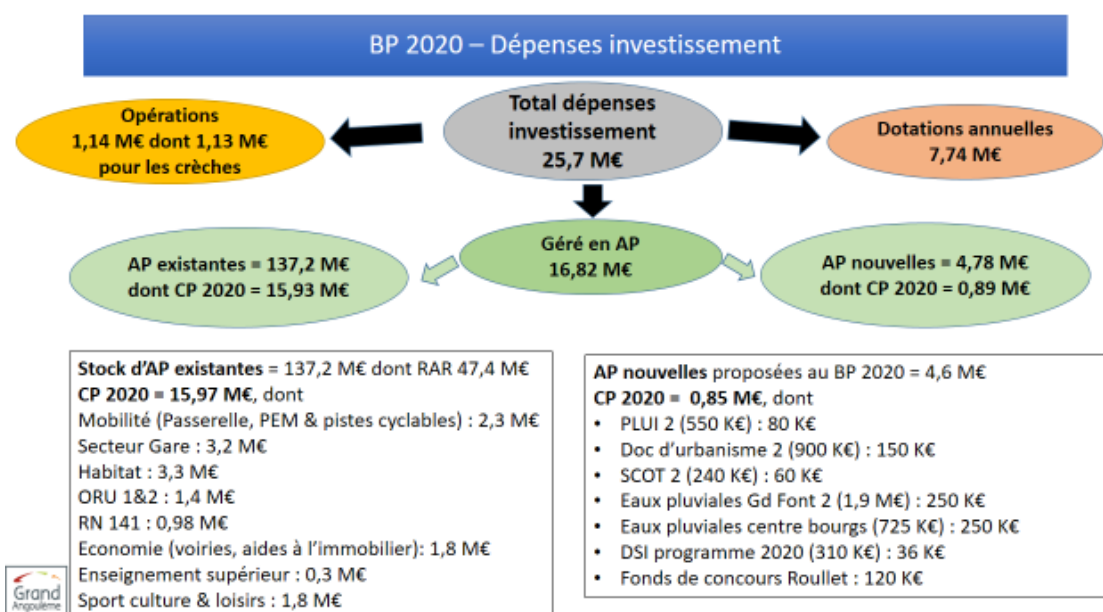 BP 2020 – Dépenses investissement
Opérations
1,14 M€ dont 1,13 M€
pour les crèches
Total dépenses
investissement
25,7 M€
Dotations annuelles
7,74 M€
AP existantes = 137,2 M€
dont CP 2020 = 15,93 M€
Géré en AP
16,82 M€
AP nouvelles = 4,78 M€
dont CP 2020 = 0,89 M€
Stock d'AP existantes = 137,2 M€ dont RAR 47,4 M€
CP 2020 = 15,97 M€, dont
Mobilité (Passerelle, PEM & pistes cyclables) : 2,3 M€
Secteur Gare : 3,2 M€
Habitat : 3,3 M€
ORU 1&2 : 1,4 M€
RN 141 : 0,98 M€
Economie (voiries, aides à l'immobilier): 1,8 M€
Enseignement supérieur : 0,3 M€
Sport culture & loisirs : 1,8 M€
AP nouvelles proposées au BP 2020 = 4,6 M€
CP 2020 = 0,85 M€, dont
• PLUI 2 (550 K€) : 80 K€
• Doc d'urbanisme 2 (900 K€) : 150 K€
• SCOT 2 (240 K€) : 60 K€
• Eaux pluviales Gd Font 2 (1,9 M€) : 250 K€
• Eaux pluviales centre bourgs (725 K€) : 250 K€
• DSI programme 2020 (310 K€) : 36 K€
• Fonds de concours Roullet : 120 K€
Grand
Angoulême